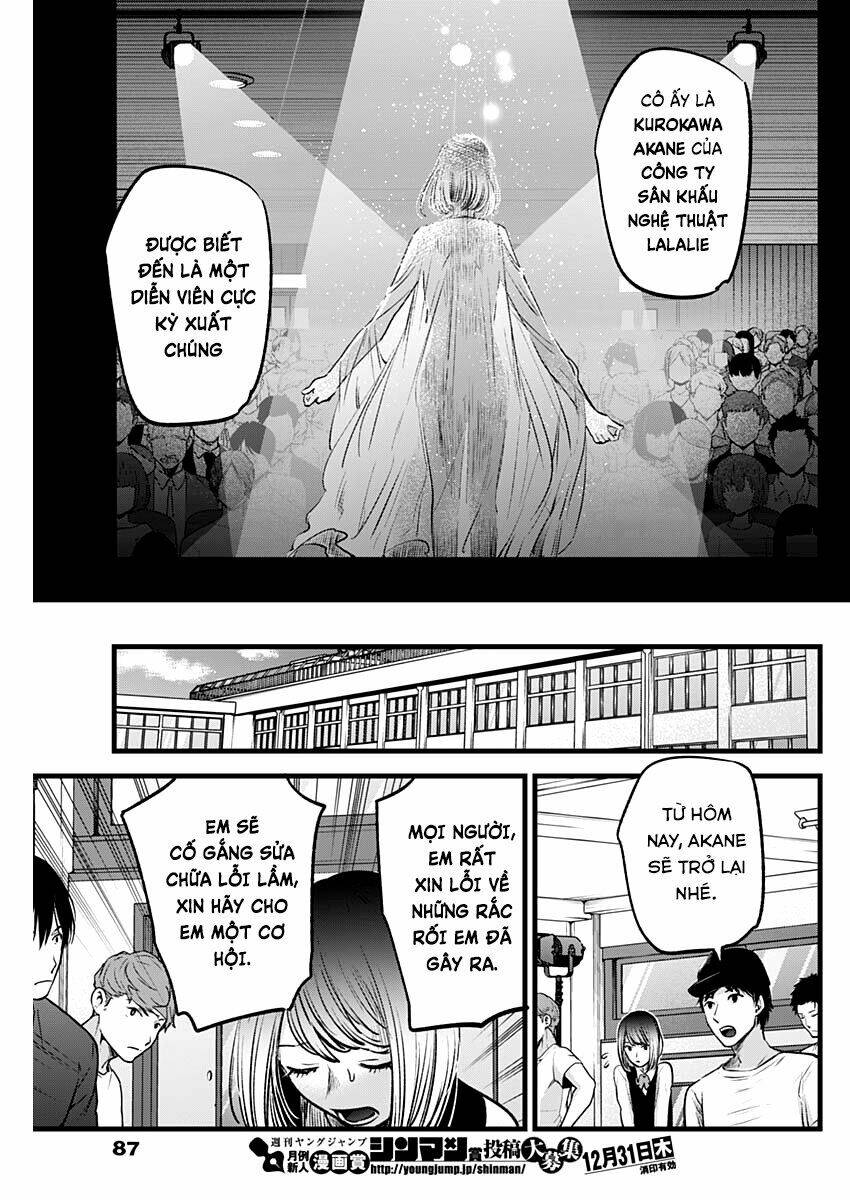 CÔ ẤY LÀ
KUROKAWA
AKANE CỦA
CÔNG TY
SÂN KHẤU
NGHỆ THUẬT
LALALIE
ĐƯỢC BIẾT
ĐẾN LÀ MỘT
DIỄN VIÊN CỰC
KỲ XUẤT
CHÚNG
TỪ HÔM
NAY, AKANE
SẼ TRỞ LẠI
NHÉ.
MỌI NGƯỜI,
EM RẤT
XIN LỖI VỀ
NHỮNG RẮC
RỐI EM ĐÃ
GÂY RA.
EM SẼ
CỐ GẮNG SỬA
CHỮA LỖI LẦM,
XIN HÃY CHO
EM MỘT CƠ
HỘI.
87
週刊ヤングジャンプ
月例新人漫画賞シンマン賞投稿大募集12月31日木
http://youngjump.jp/shinman/
消印有効